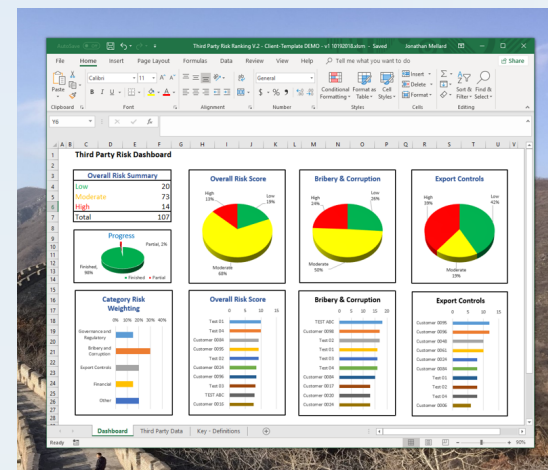 AutoSave
Third Party Risk Ranking V.2 - Client-Template DEMO - v1 10192018.xlsm - Saved
Jonathan Mellard
File Home Insert Page Layout Formulas Data Review View Help Tell me what you want to do Share
Paste
Calibri 11
General
Conditional Formatting
Format as Table
Cell Styles
Insert
Delete
Format
Sort & Filter
Find & Select
Clipboard Font Alignment Number Styles Cells Editing
Y6
A B C D E F G H I J K L M N O P Q R S T U V
Third Party Risk Dashboard
Overall Risk Summary
Low 20
Moderate 73
High 14
Total 107
Progress
Partial, 2%
Finished, 98%
Finished Partial
Overall Risk Score
High 13%
Low 19%
Moderate 68%
Bribery & Corruption
High 24%
Low 26%
Moderate 50%
Export Controls
High 39%
Low 42%
Moderate 19%
Category Risk Weighting
0% 10% 20% 30% 40%
Governance and Regulatory
Bribery and Corruption
Export Controls
Financial
Other
Overall Risk Score
0 5 10 15
Test 01
Test 04
Customer 0084
Customer 0095
Test 02
Customer 0024
Customer 0096
Test 03
TEST ABC
Bribery & Corruption
0 5 10 15 20
TEST ABC
Customer 0098
Test 02
Test 01
Test 03
Test 04
Customer 0084
Customer 0017
Customer 0020
Customer 0024
Export Controls
0 5 10 15
Customer 0095
Customer 0096
Customer 0048
Customer 0061
Customer 0024
Customer 0084
Test 01
Test 02
Test 04
Customer 0006
Dashboard Third Party Data Key - Definitions
Ready
90%